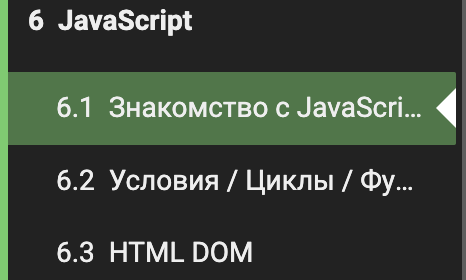 6 JavaScript
6.1 Знакомство с JavaScri...
6.2 Условия / Циклы / Фу...
6.3 HTML DOM